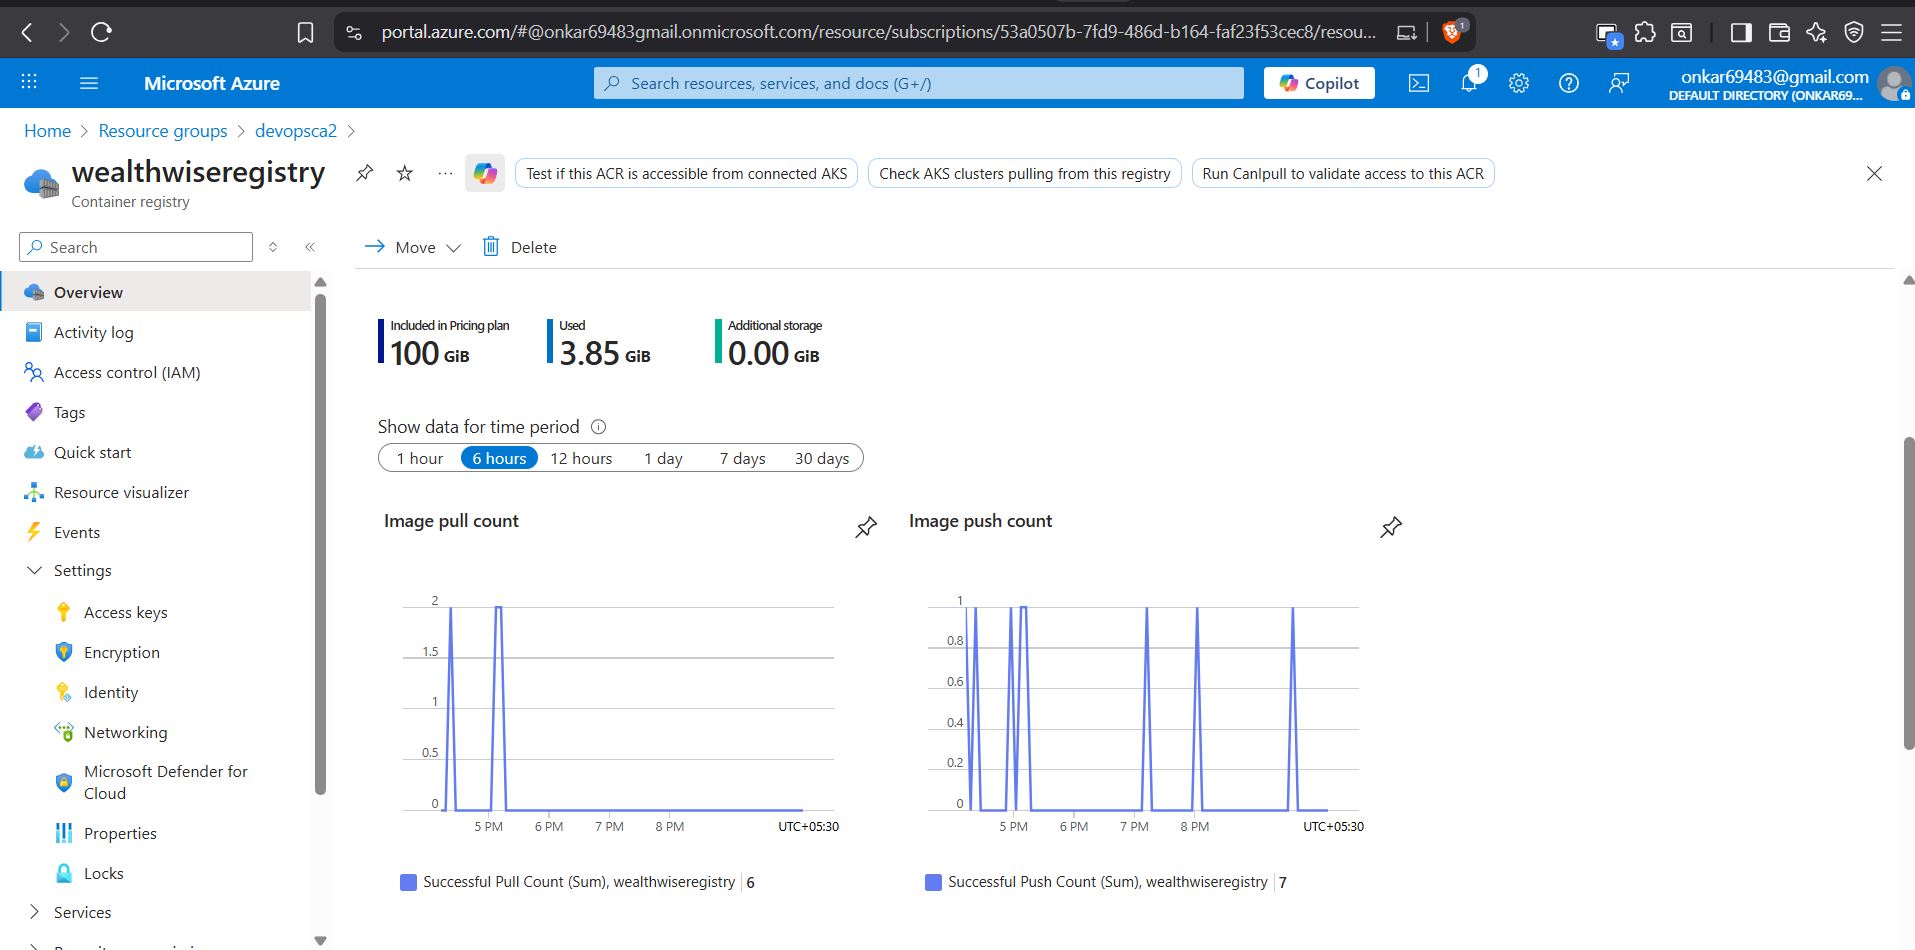 portal.azure.com/#@onkar69483gmail.onmicrosoft.com/resource/subscriptions/53a0507b-7fd9-486d-b164-faf23f53cec8/resou...
1
Microsoft Azure
Search resources, services, and docs (G+/)
Copilot
1
onkar69483@gmail.com
DEFAULT DIRECTORY (ONKAR69...
Home > Resource groups > devopsca2 >
wealthwiseregistry
Container registry
Test if this ACR is accessible from connected AKS
Check AKS clusters pulling from this registry
Run CanIpull to validate access to this ACR
Search
Overview
Activity log
Access control (IAM)
Tags
Quick start
Resource visualizer
Events
Settings
Access keys
Encryption
Identity
Networking
Microsoft Defender for
Cloud
Properties
Locks
Services
Move
Delete
Included in Pricing plan
100 GiB
Used
3.85 GiB
Additional storage
0.00 GiB
Show data for time period
1 hour 6 hours 12 hours 1 day 7 days 30 days
Image pull count
2
1.5
1
0.5
0
5 PM 6 PM 7 PM 8 PM UTC+05:30
Successful Pull Count (Sum), wealthwiseregistry 6
Image push count
1
0.8
0.6
0.4
0.2
0
5 PM 6 PM 7 PM 8 PM UTC+05:30
Successful Push Count (Sum), wealthwiseregistry 7